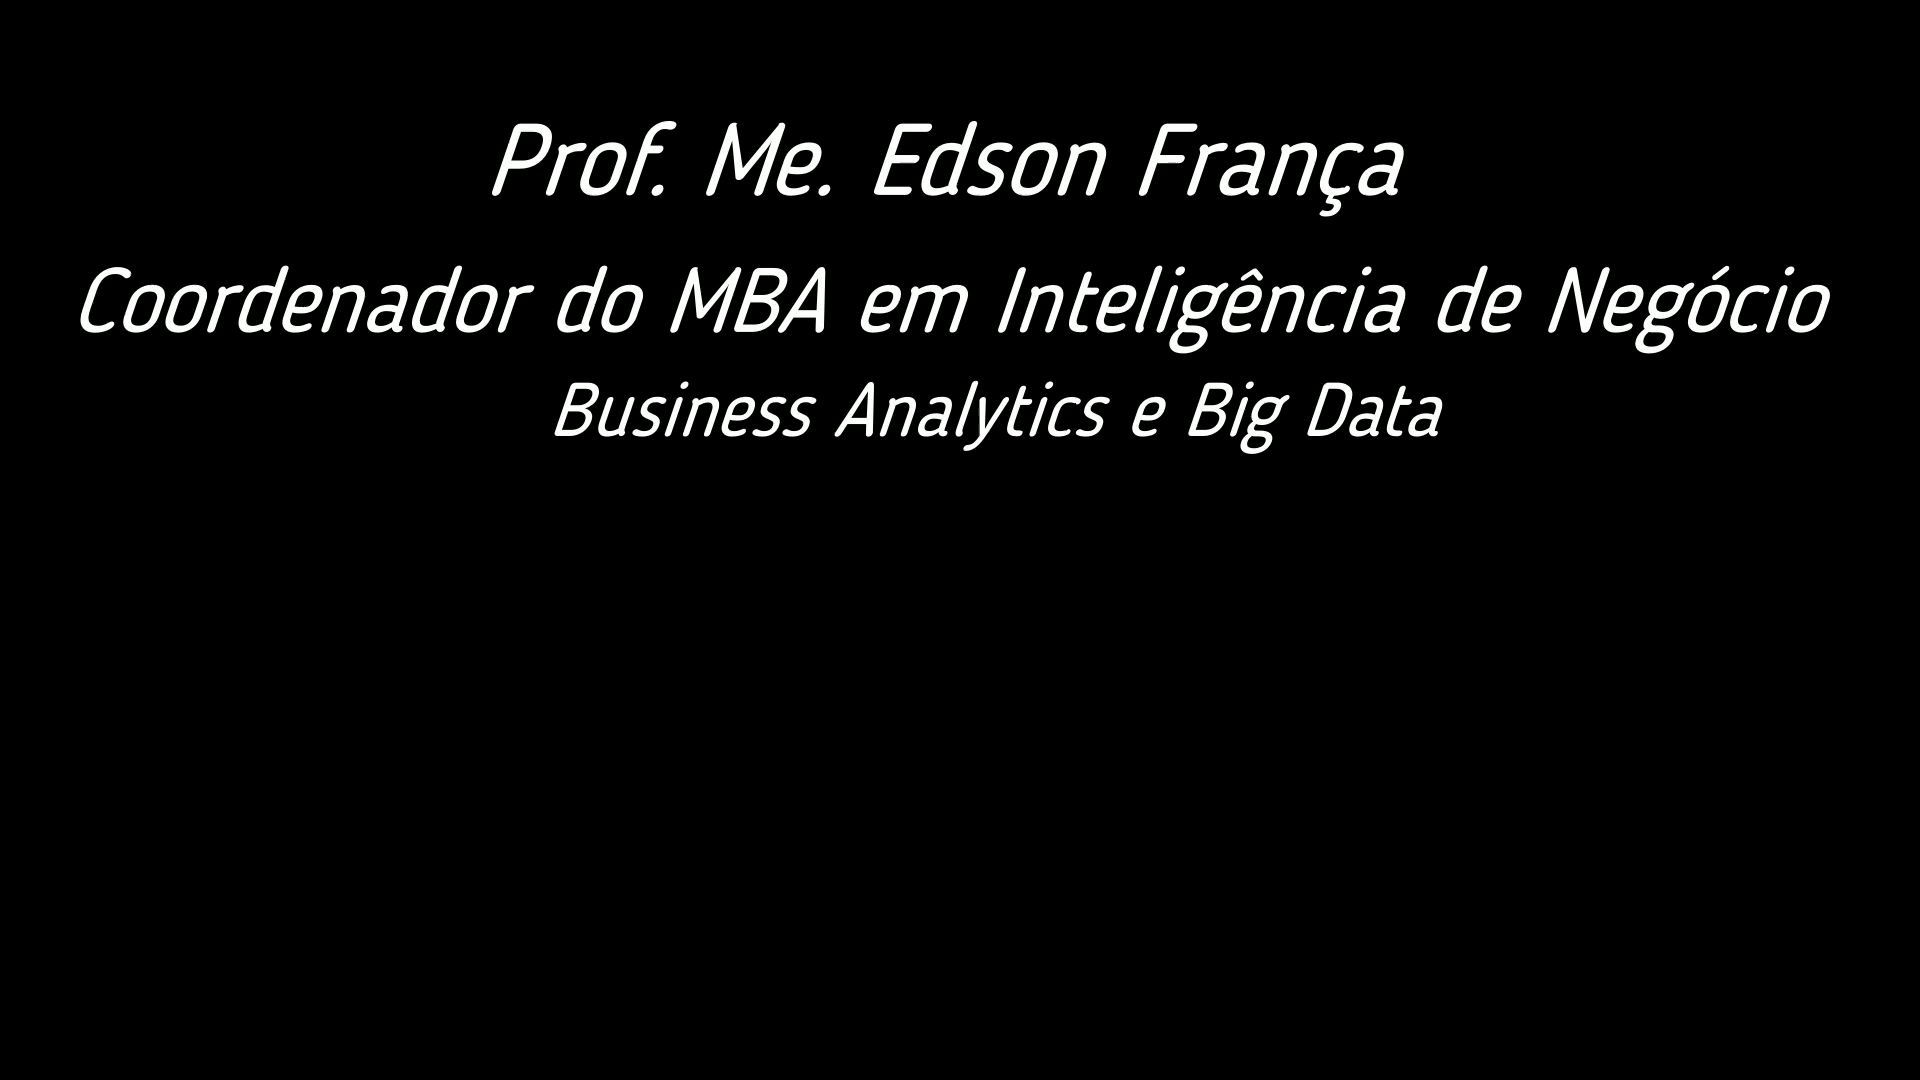 Prof. Me. Edson França
Coordenador do MBA em Inteligência de Negócio
Business Analytics e Big Data